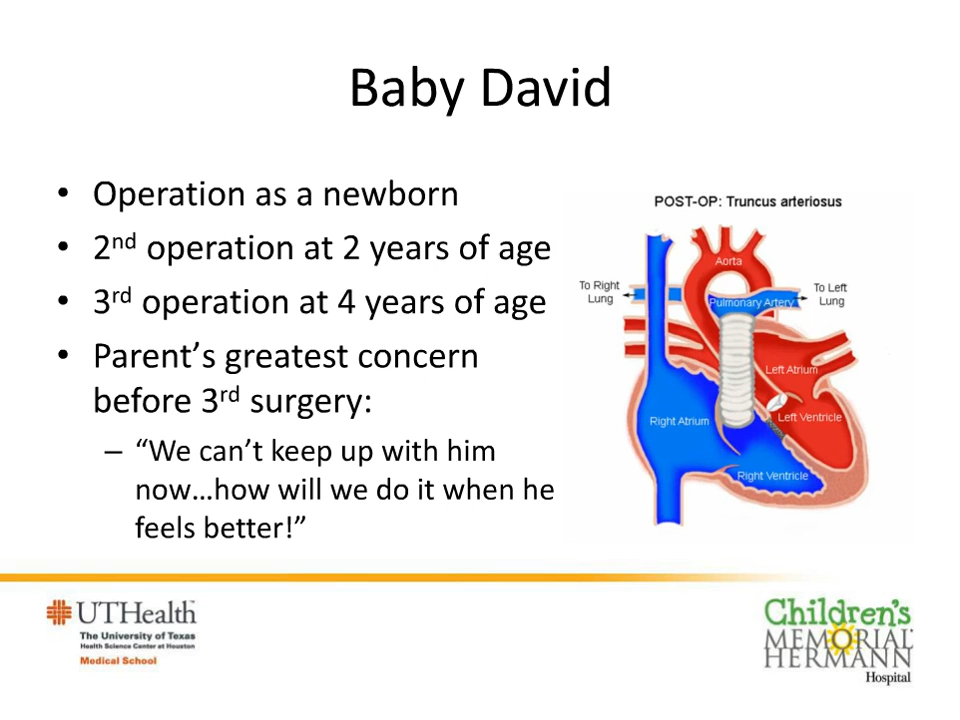 Baby David
• Operation as a newborn
• 2nd operation at 2 years of age
• 3rd operation at 4 years of age
• Parent’s greatest concern
before 3rd surgery:
– “We can’t keep up with him
now…how will we do it when he
feels better!”
POST-OP: Truncus arteriosus
Aorta
To Right
Lung
Pulmonary Artery
To Left
Lung
Left Atrium
Right Atrium
Left Ventricle
Right Ventricle
UTHealth™
The University of Texas
Health Science Center at Houston
Medical School
Children's
MEMORIAL
HERMANN
Hospital